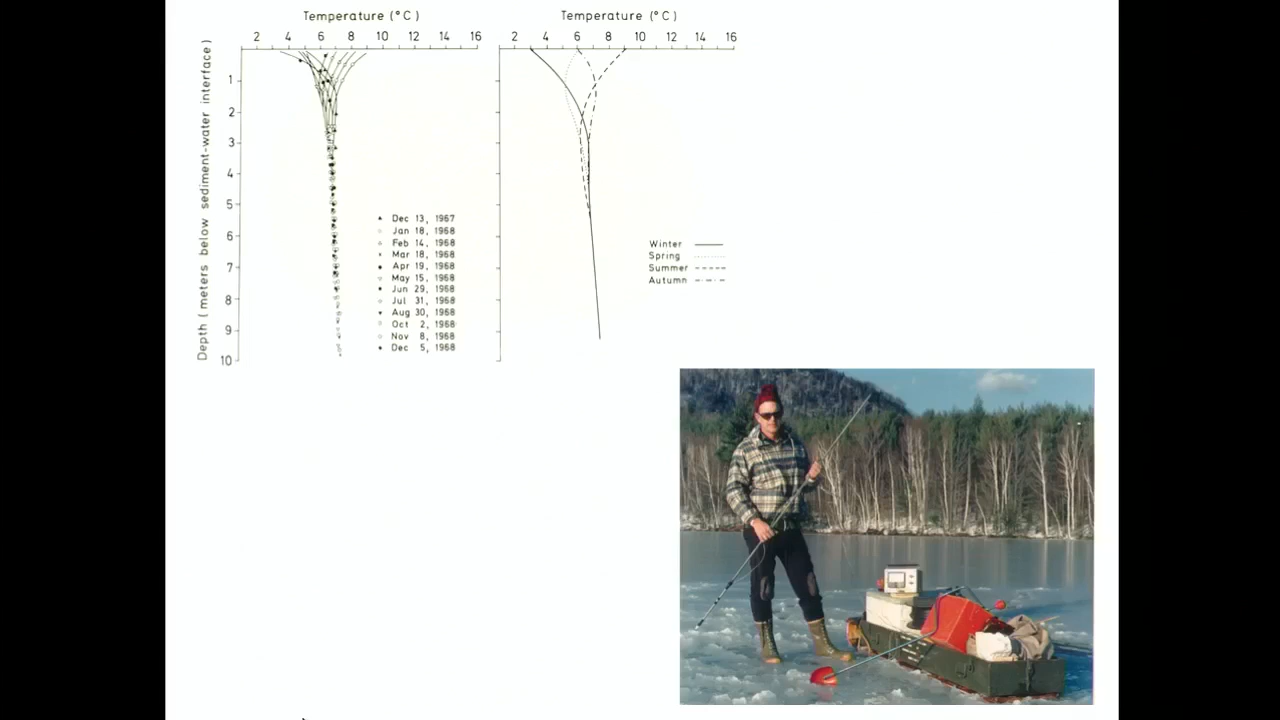 Temperature (°C)
2 4 6 8 10 12 14 16
Depth (meters below sediment-water interface)
1
2
3
4
5
6
7
8
9
10
Dec 13, 1967
Jan 18, 1968
Feb 14, 1968
Mar 18, 1968
Apr 19, 1968
May 15, 1968
Jun 29, 1968
Jul 31, 1968
Aug 30, 1968
Oct 2, 1968
Nov 8, 1968
Dec 5, 1968
Temperature (°C)
2 4 6 8 10 12 14 16
Winter
Spring
Summer
Autumn